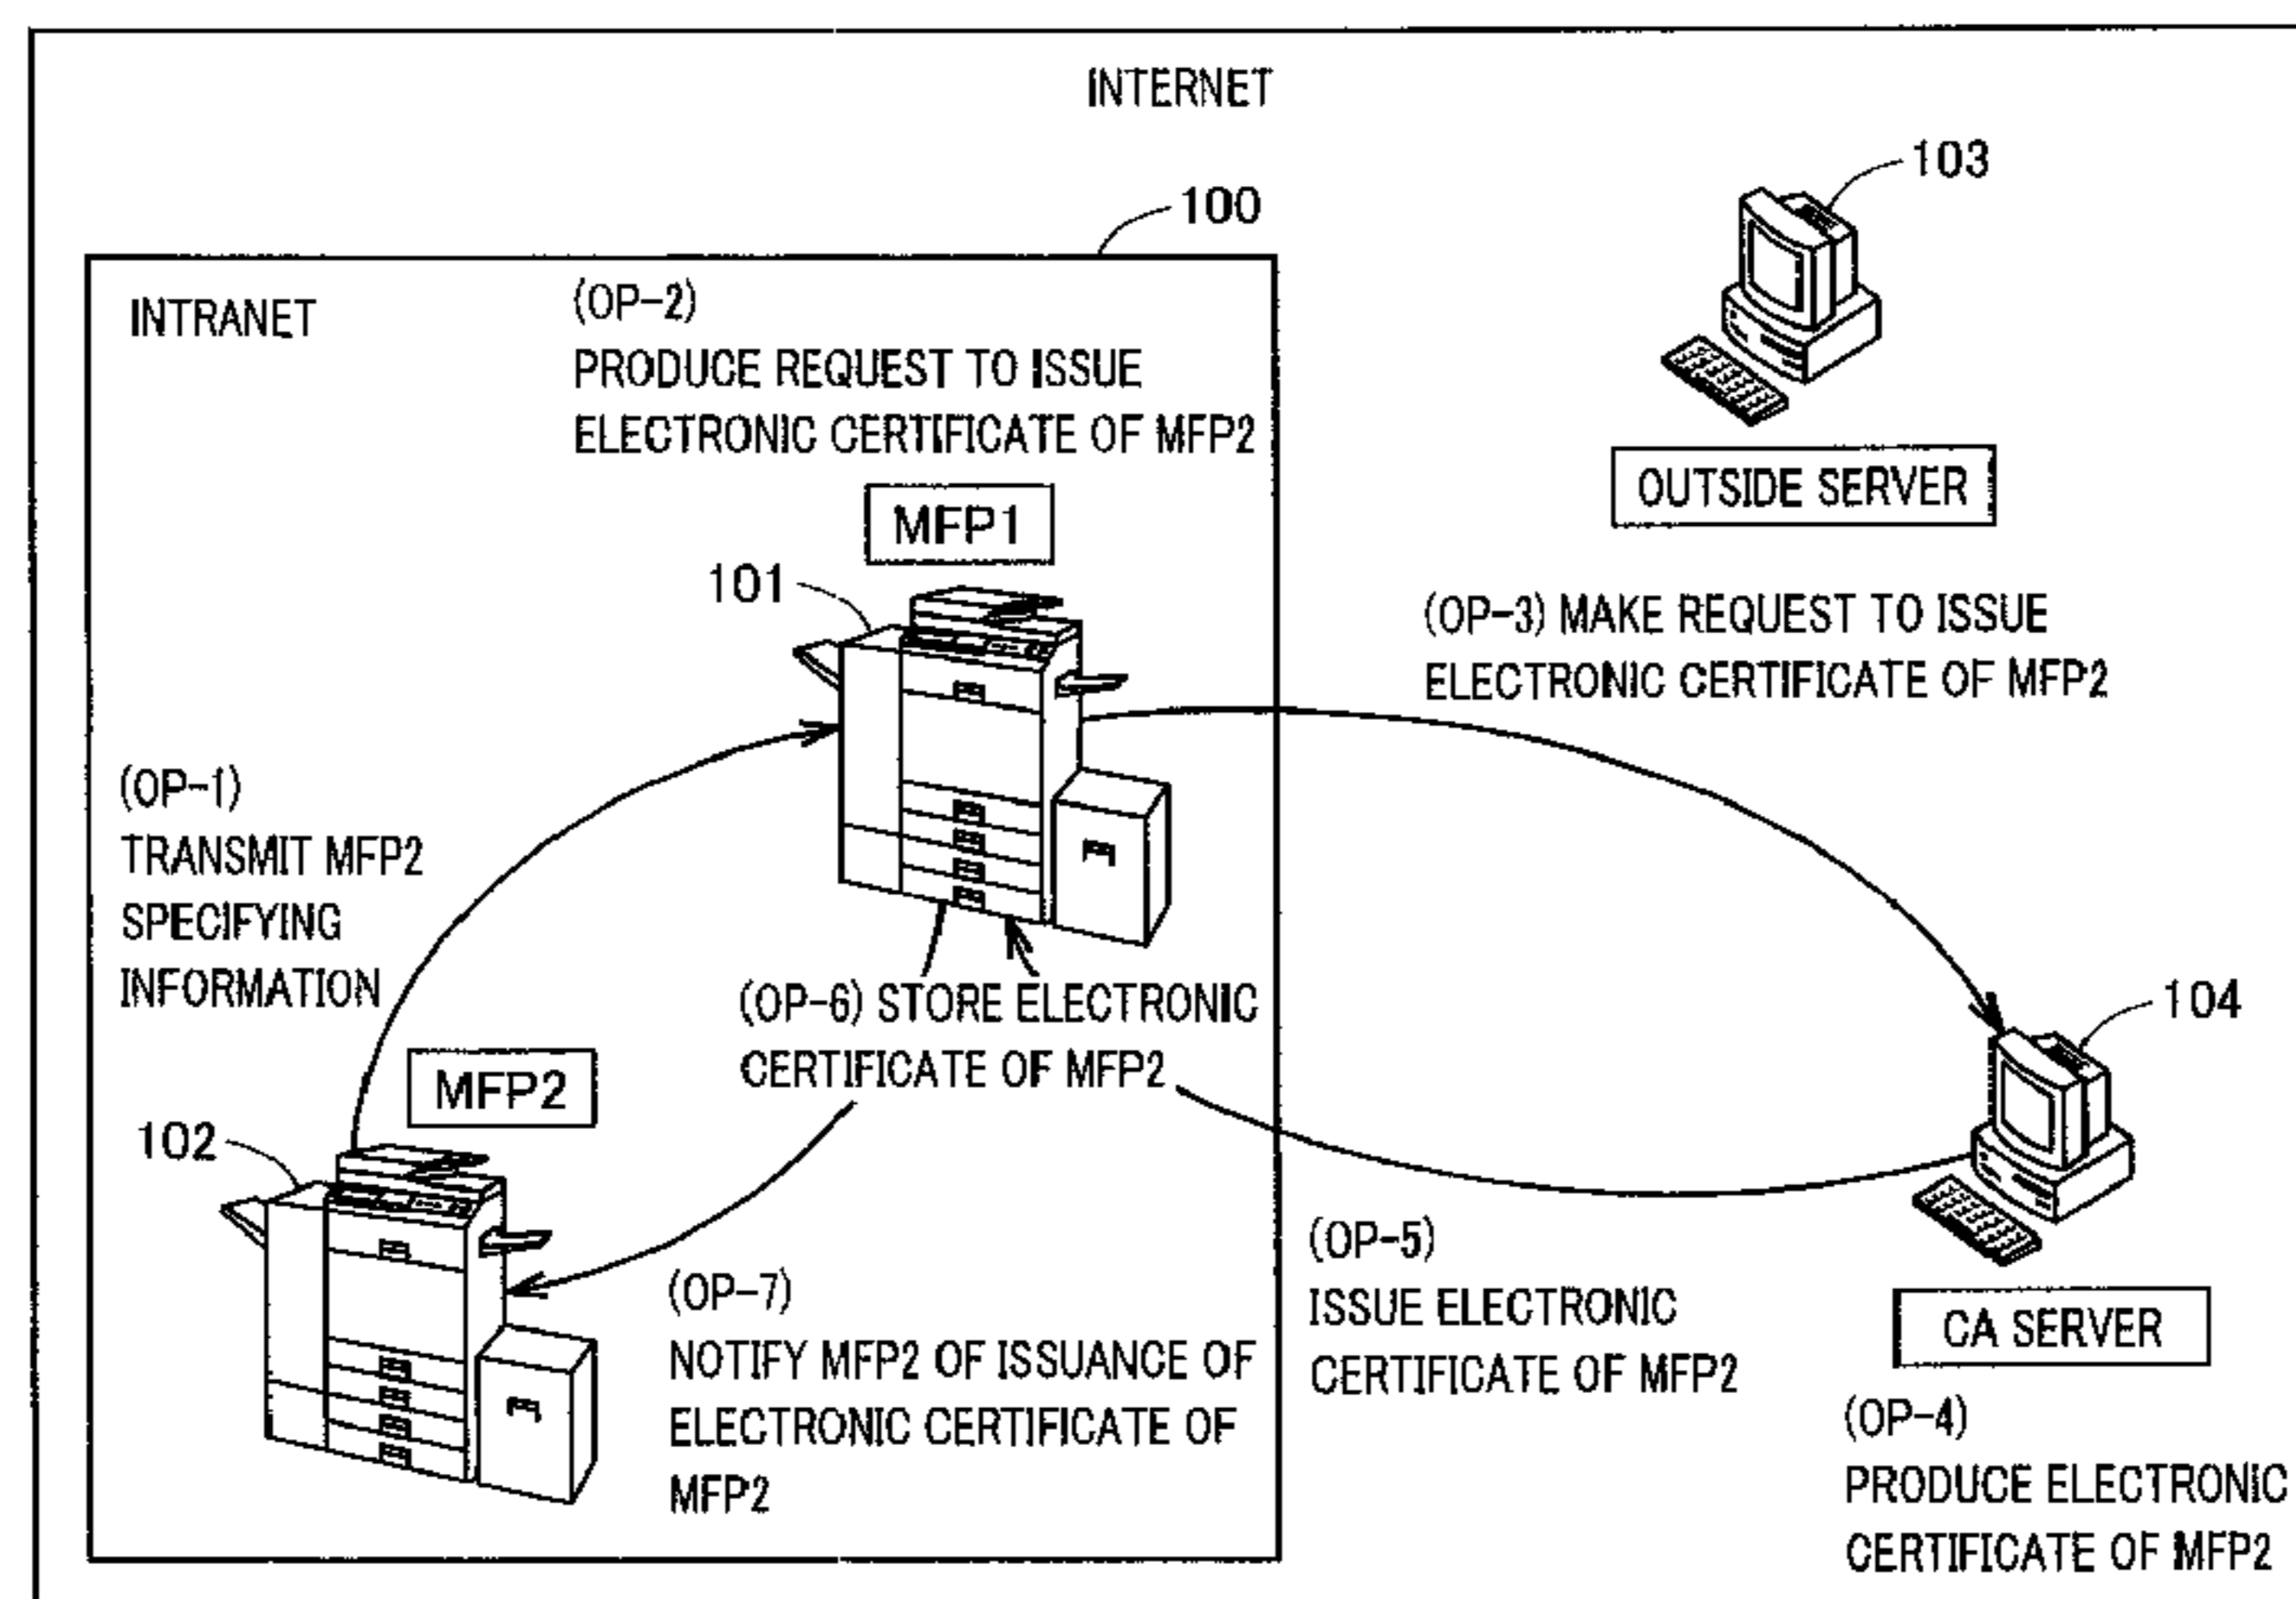 INTERNET
103
100
INTRANET
(OP-2)
PRODUCE REQUEST TO ISSUE
ELECTRONIC CERTIFICATE OF MFP2
OUTSIDE SERVER
MFP1
101
(OP-3) MAKE REQUEST TO ISSUE
ELECTRONIC CERTIFICATE OF MFP2
(OP-1)
TRANSMIT MFP2
SPECIFYING
INFORMATION
(OP-6) STORE ELECTRONIC
CERTIFICATE OF MFP2
104
MFP2
102
(OP-7)
NOTIFY MFP2 OF ISSUANCE OF
ELECTRONIC CERTIFICATE OF
MFP2
(OP-5)
ISSUE ELECTRONIC
CERTIFICATE OF MFP2
CA SERVER
(OP-4)
PRODUCE ELECTRONIC
CERTIFICATE OF MFP2